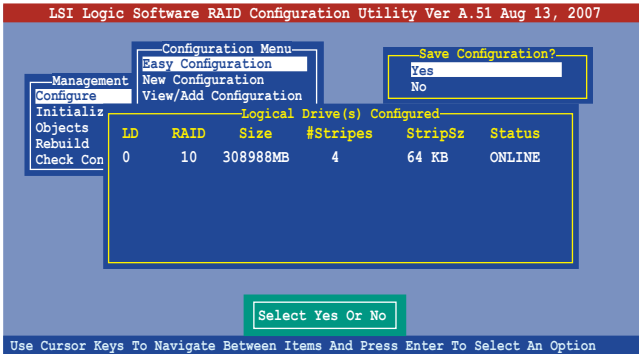 LSI Logic Software RAID Configuration Utility Ver A.51 Aug 13, 2007
Configuration Menu
Easy Configuration
New Configuration
View/Add Configuration
Save Configuration?
Yes
No
Management
Configure
Initializ
Objects
Rebuild
Check Con
Logical Drive(s) Configured
LD RAID Size #Stripes StripSz Status
0 10 308988MB 4 64 KB ONLINE
Select Yes Or No
Use Cursor Keys To Navigate Between Items And Press Enter To Select An Option